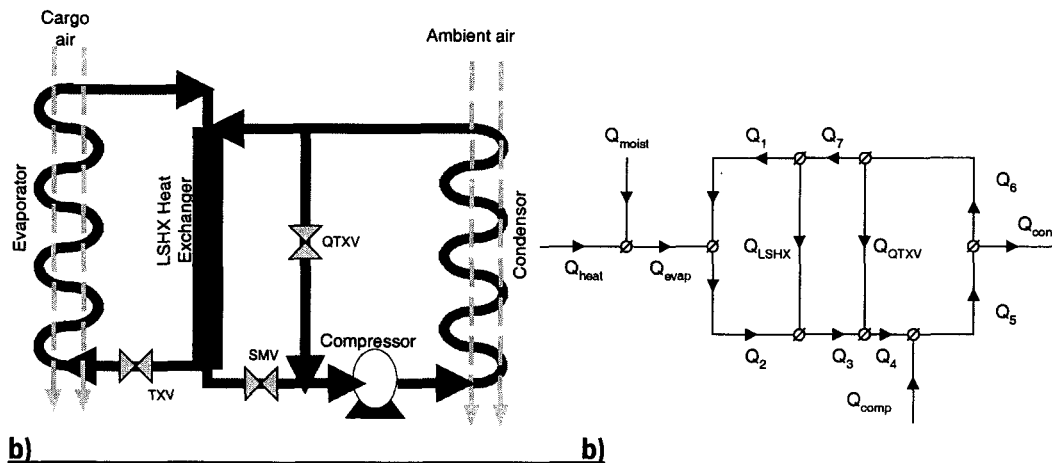 Cargo
air
Ambient air
Evaporator
LSHX Heat
Exchanger
QTXV
Condensor
Compressor
SMV
TXV
b)
Qmoist
Q1
Q7
Q6
Qcon
Qheat
Qevap
QLSHX
QQTXV
Q5
Q2
Q3
Q4
Qcomp
b)